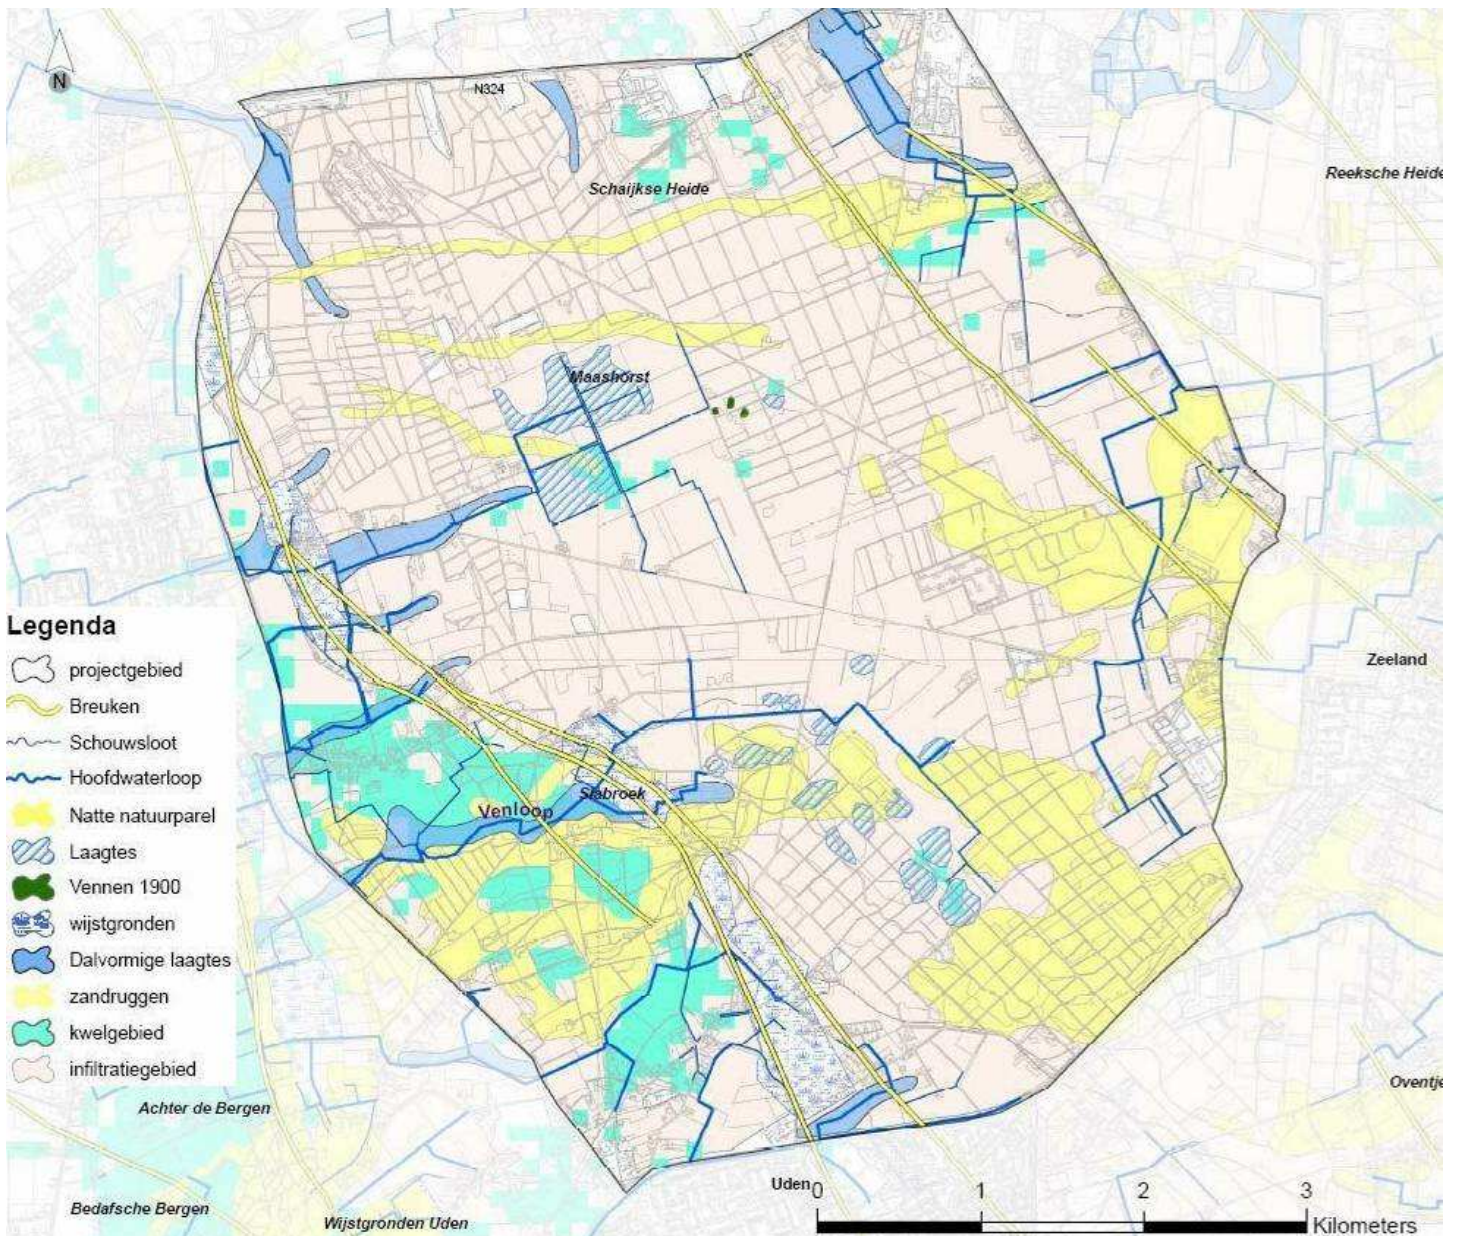 N
N324
Schaijkse Heide
Reeksche Heide
Maashorst
Legenda
projectgebied
Breuken
Schouwsloot
Hoofdwaterloop
Natte natuurparel
Laagtes
Vennen 1900
wijstgronden
Dalvormige laagtes
zandruggen
kwelgebied
infiltratiegebied
Zeeland
Slabroek
Venloop
Achter de Bergen
Oventje
Bedafsche Bergen
Wijstgronden Uden
Uden
0 1 2 3
Kilometers